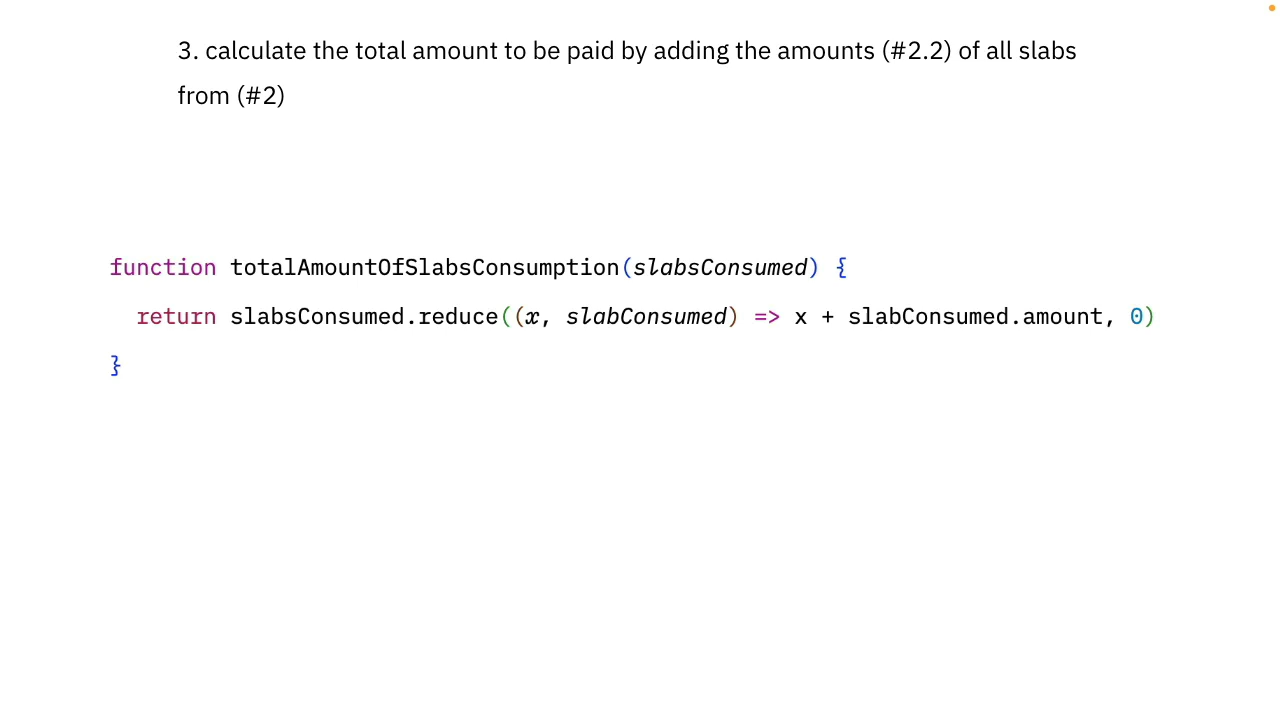 3. calculate the total amount to be paid by adding the amounts (#2.2) of all slabs
from (#2)
function totalAmountOfSlabsConsumption(slabsConsumed) {
  return slabsConsumed.reduce((x, slabConsumed) => x + slabConsumed.amount, 0)
}